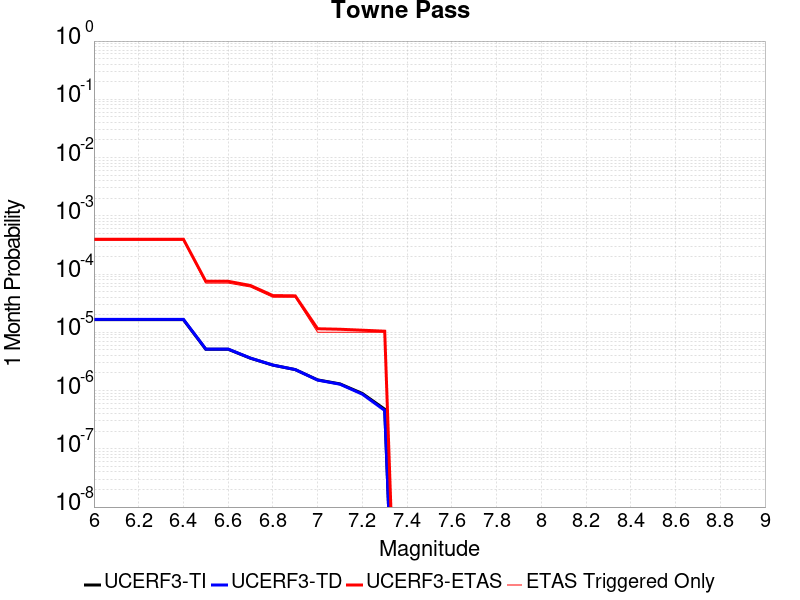 Towne Pass
1 Month Probability
10^0
10^-1
10^-2
10^-3
10^-4
10^-5
10^-6
10^-7
10^-8
6 6.2 6.4 6.6 6.8 7 7.2 7.4 7.6 7.8 8 8.2 8.4 8.6 8.8 9
Magnitude
UCERF3-TI UCERF3-TD UCERF3-ETAS ETAS Triggered Only